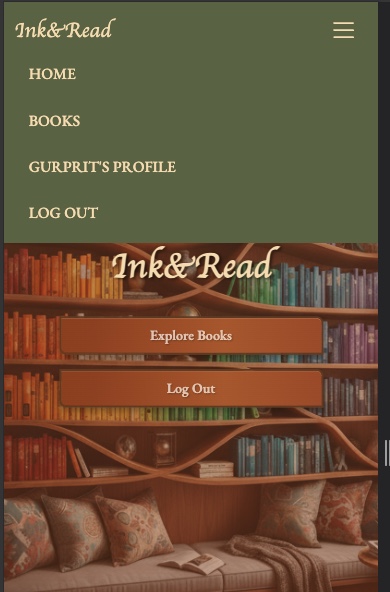 Ink&Read
HOME
BOOKS
GURPRIT'S PROFILE
LOG OUT
Ink&Read
Explore Books
Log Out